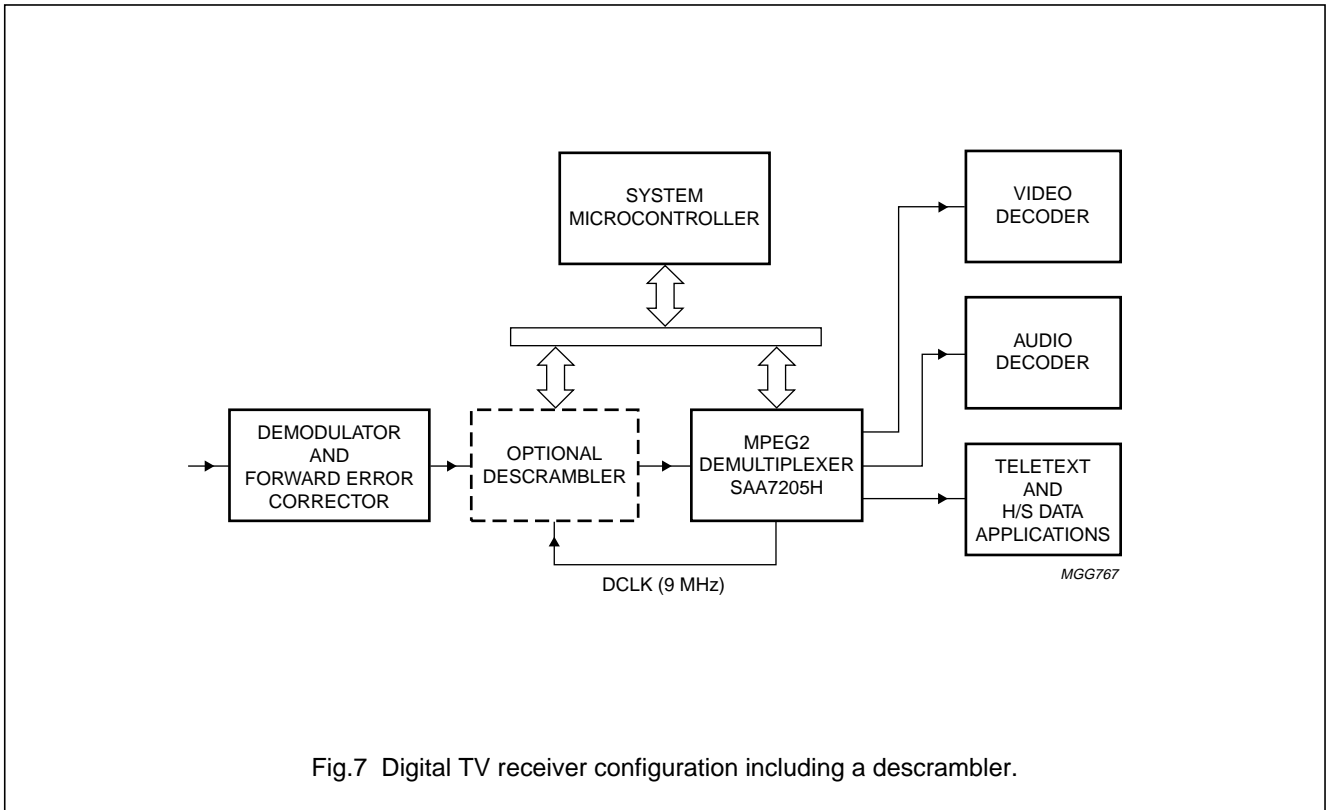 SYSTEM
MICROCONTROLLER
VIDEO
DECODER
AUDIO
DECODER
DEMODULATOR
AND
FORWARD ERROR
CORRECTOR
OPTIONAL
DESCRAMBLER
MPEG2
DEMULTIPLEXER
SAA7205H
TELETEXT
AND
H/S DATA
APPLICATIONS
DCLK (9 MHz)
MGG767
Fig.7 Digital TV receiver configuration including a descrambler.